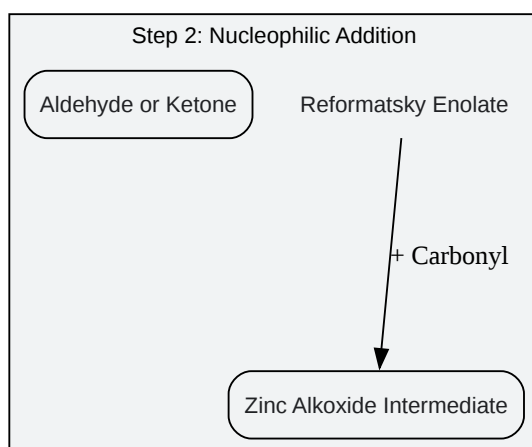 Step 2: Nucleophilic Addition
Aldehyde or Ketone
Reformatsky Enolate
+ Carbonyl
Zinc Alkoxide Intermediate